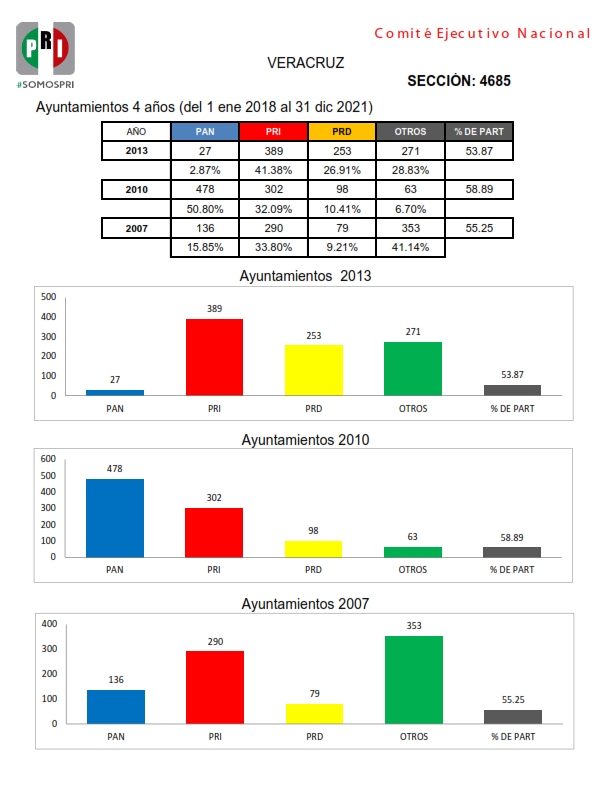 Comité Ejecutivo Nacional
PRI
#SOMOSPRI
VERACRUZ
SECCIÓN: 4685
Ayuntamientos 4 años (del 1 ene 2018 al 31 dic 2021)
AÑO PAN PRI PRD OTROS % DE PART
2013 27 389 253 271 53.87
2.87% 41.38% 26.91% 28.83%
2010 478 302 98 63 58.89
50.80% 32.09% 10.41% 6.70%
2007 136 290 79 353 55.25
15.85% 33.80% 9.21% 41.14%
Ayuntamientos 2013
500
400
300
200
100
0
27 389 253 271 53.87
PAN PRI PRD OTROS % DE PART
Ayuntamientos 2010
600
500
400
300
200
100
0
478 302 98 63 58.89
PAN PRI PRD OTROS % DE PART
Ayuntamientos 2007
400
300
200
100
0
136 290 79 353 55.25
PAN PRI PRD OTROS % DE PART